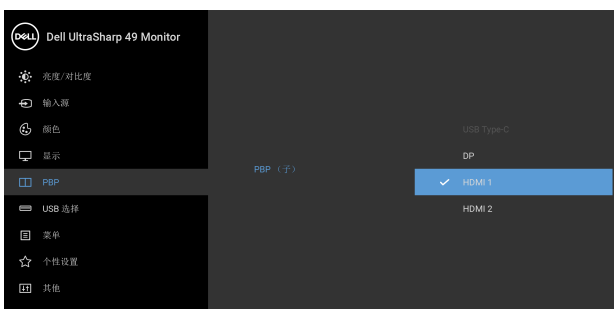 DELL
Dell UltraSharp 49 Monitor
亮度/对比度
输入源
颜色
显示
PBP
USB 选择
菜单
个性设置
其他
PBP （子）
USB Type-C
DP
HDMI 1
HDMI 2